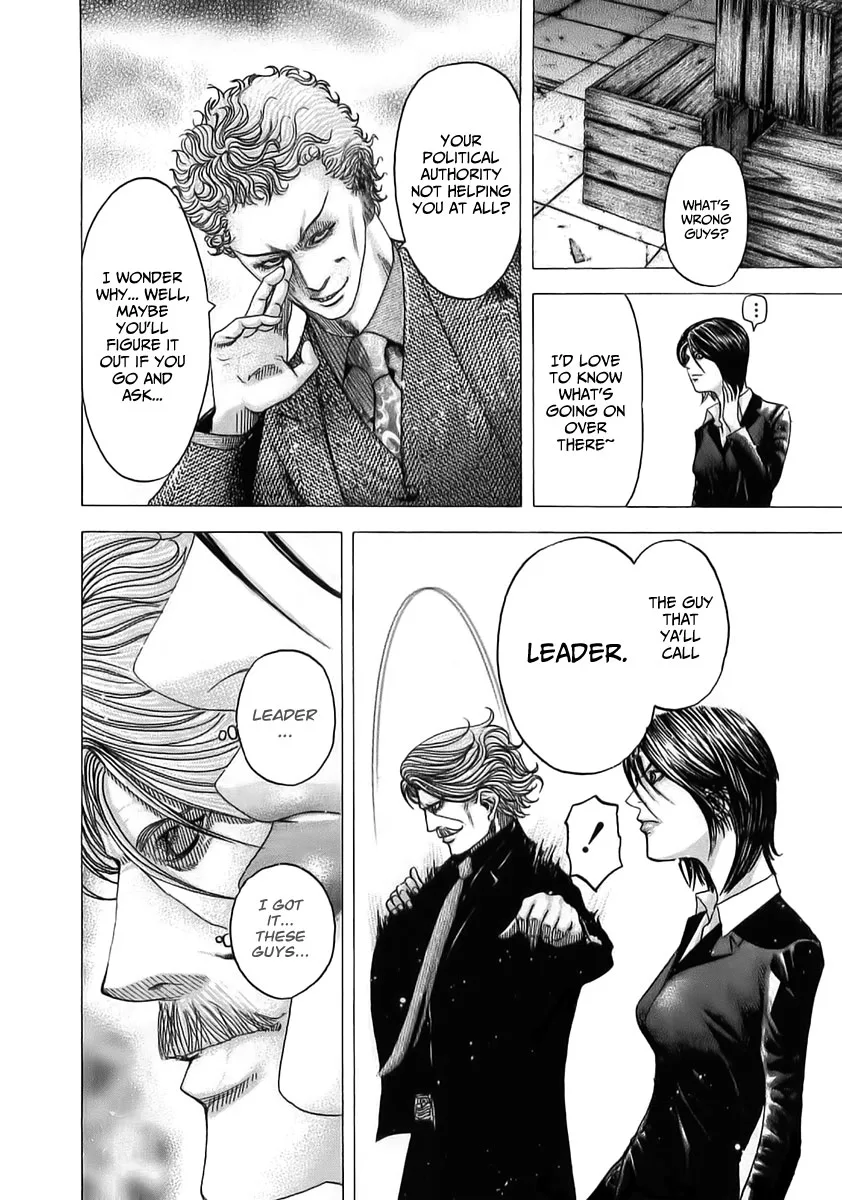 WHAT'S
WRONG
GUYS?
YOUR
POLITICAL
AUTHORITY
NOT HELPING
YOU AT ALL?
I WONDER
WHY... WELL,
MAYBE
YOU'LL
FIGURE IT
OUT IF YOU
GO AND
ASK...
...
I'D LOVE
TO KNOW
WHAT'S
GOING ON
OVER
THERE~
THE GUY
THAT
YA'LL
CALL
LEADER.
!
LEADER
...
I GOT
IT...
THESE
GUYS...